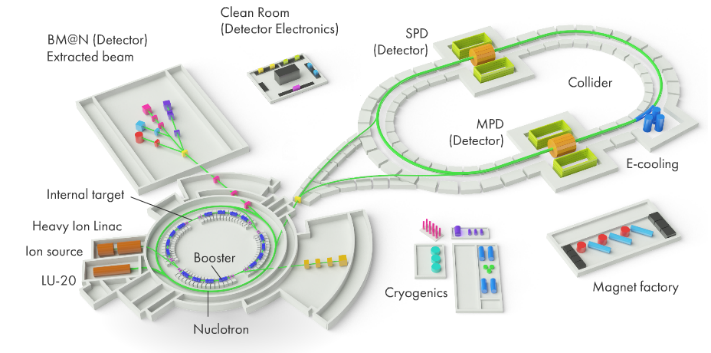 Clean Room
(Detector Electronics)
BM@N (Detector)
Extracted beam
SPD
(Detector)
Collider
MPD
(Detector)
E-cooling
Internal target
Heavy Ion Linac
Ion source
LU-20
Booster
Nuclotron
Cryogenics
Magnet factory